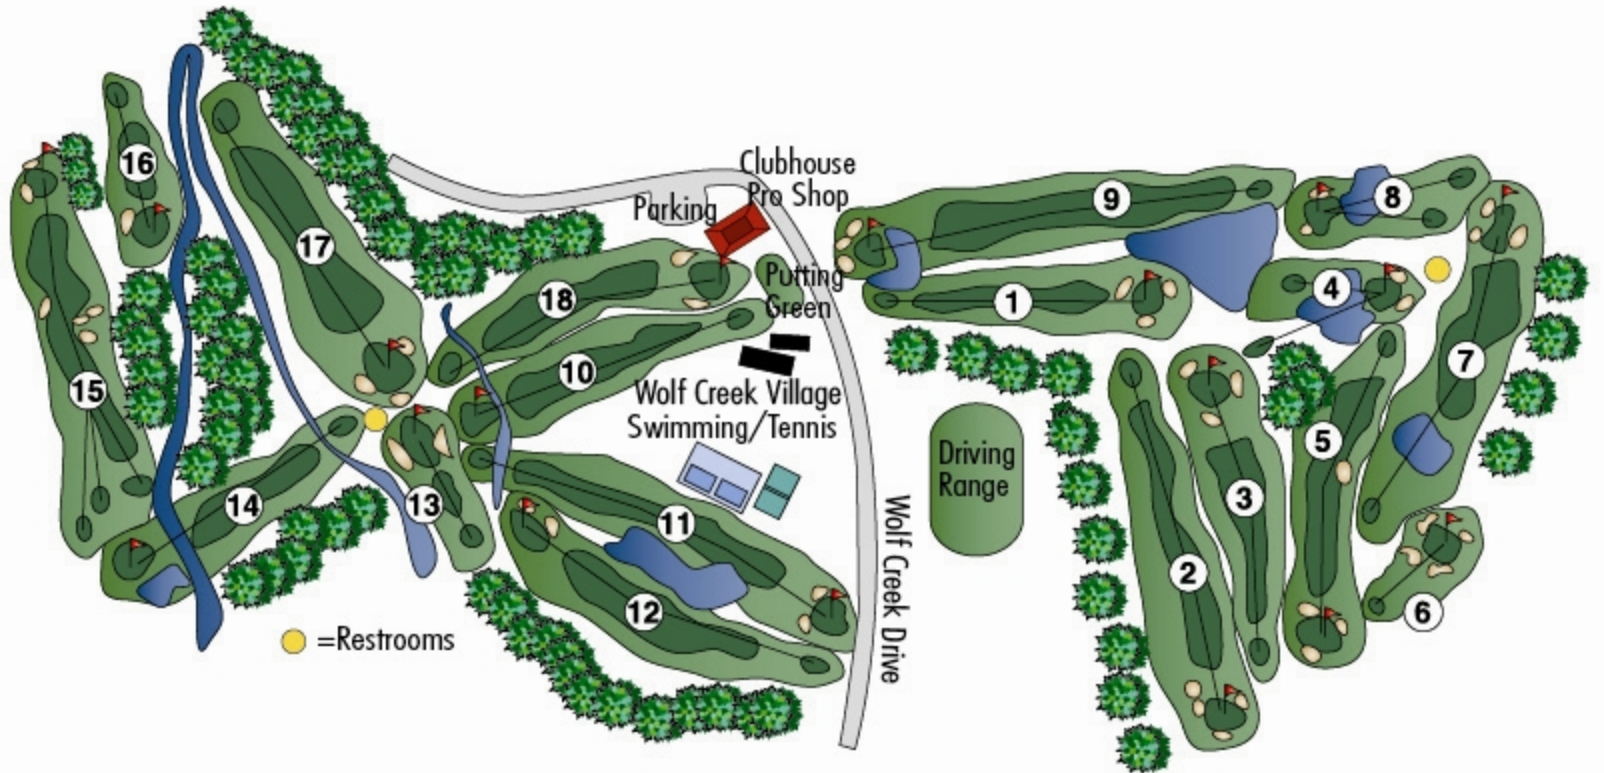 Clubhouse
Pro Shop
Parking
Putting
Green
Wolf Creek Village
Swimming/Tennis
Driving
Range
Wolf Creek Drive
=Restrooms
16
17
18
10
15
14
13
11
12
9
8
1
4
7
5
3
2
6